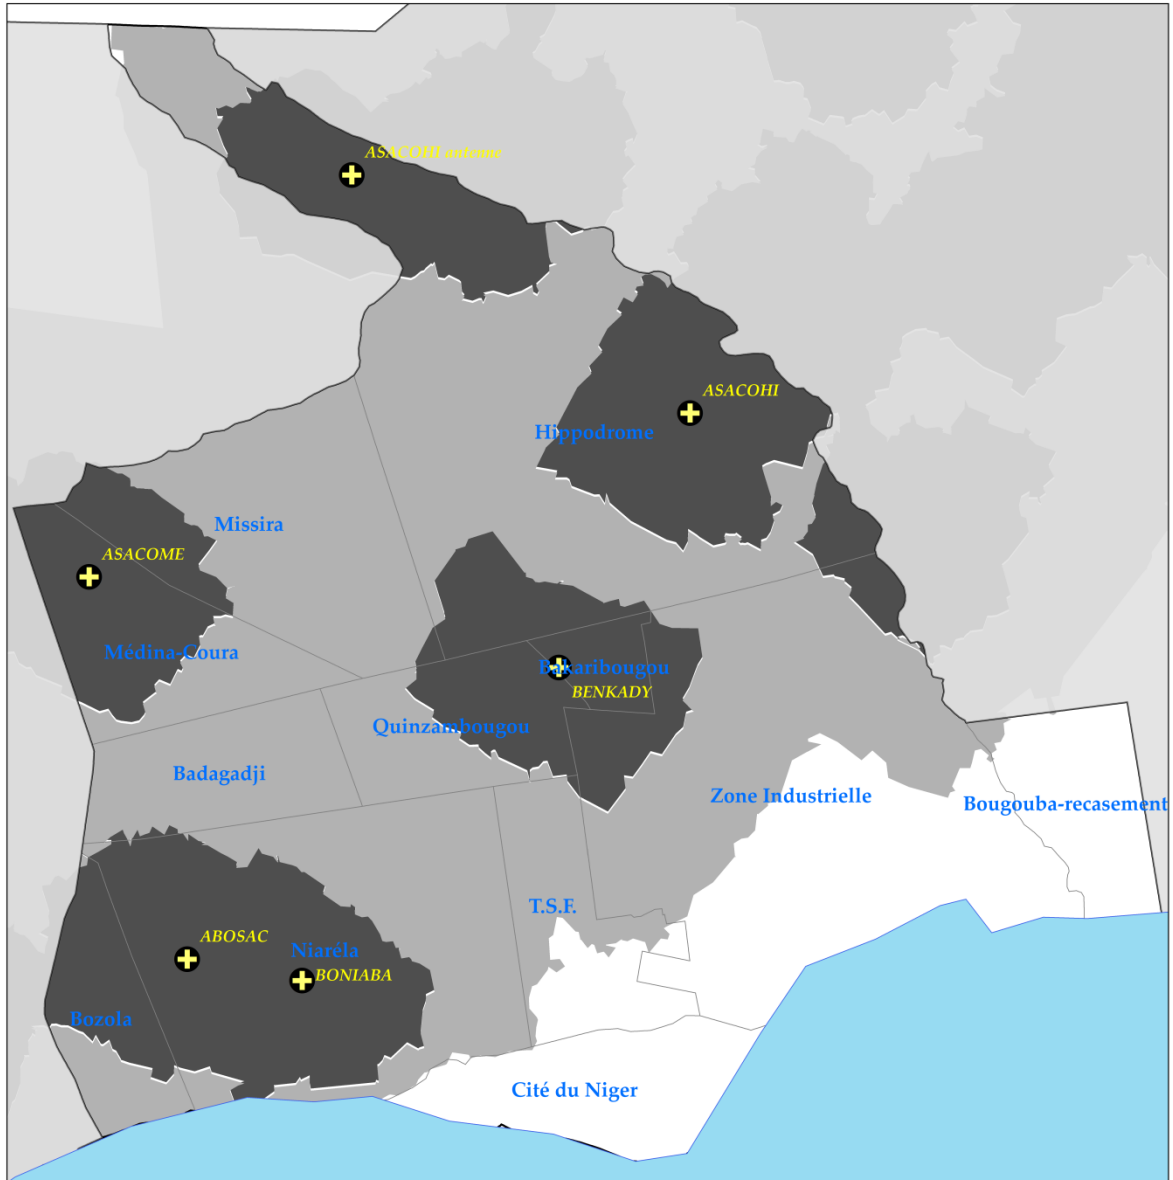 ASACOHI antenne
ASACOHI
Hippodrome
Missira
ASACOME
Médina-Coura
Bakaribougou
BENKADY
Quinzambougou
Badagadji
Zone Industrielle
Bougouba-recasement
T.S.F.
ABOSAC
Niaréla
BONIABA
Bozola
Cité du Niger